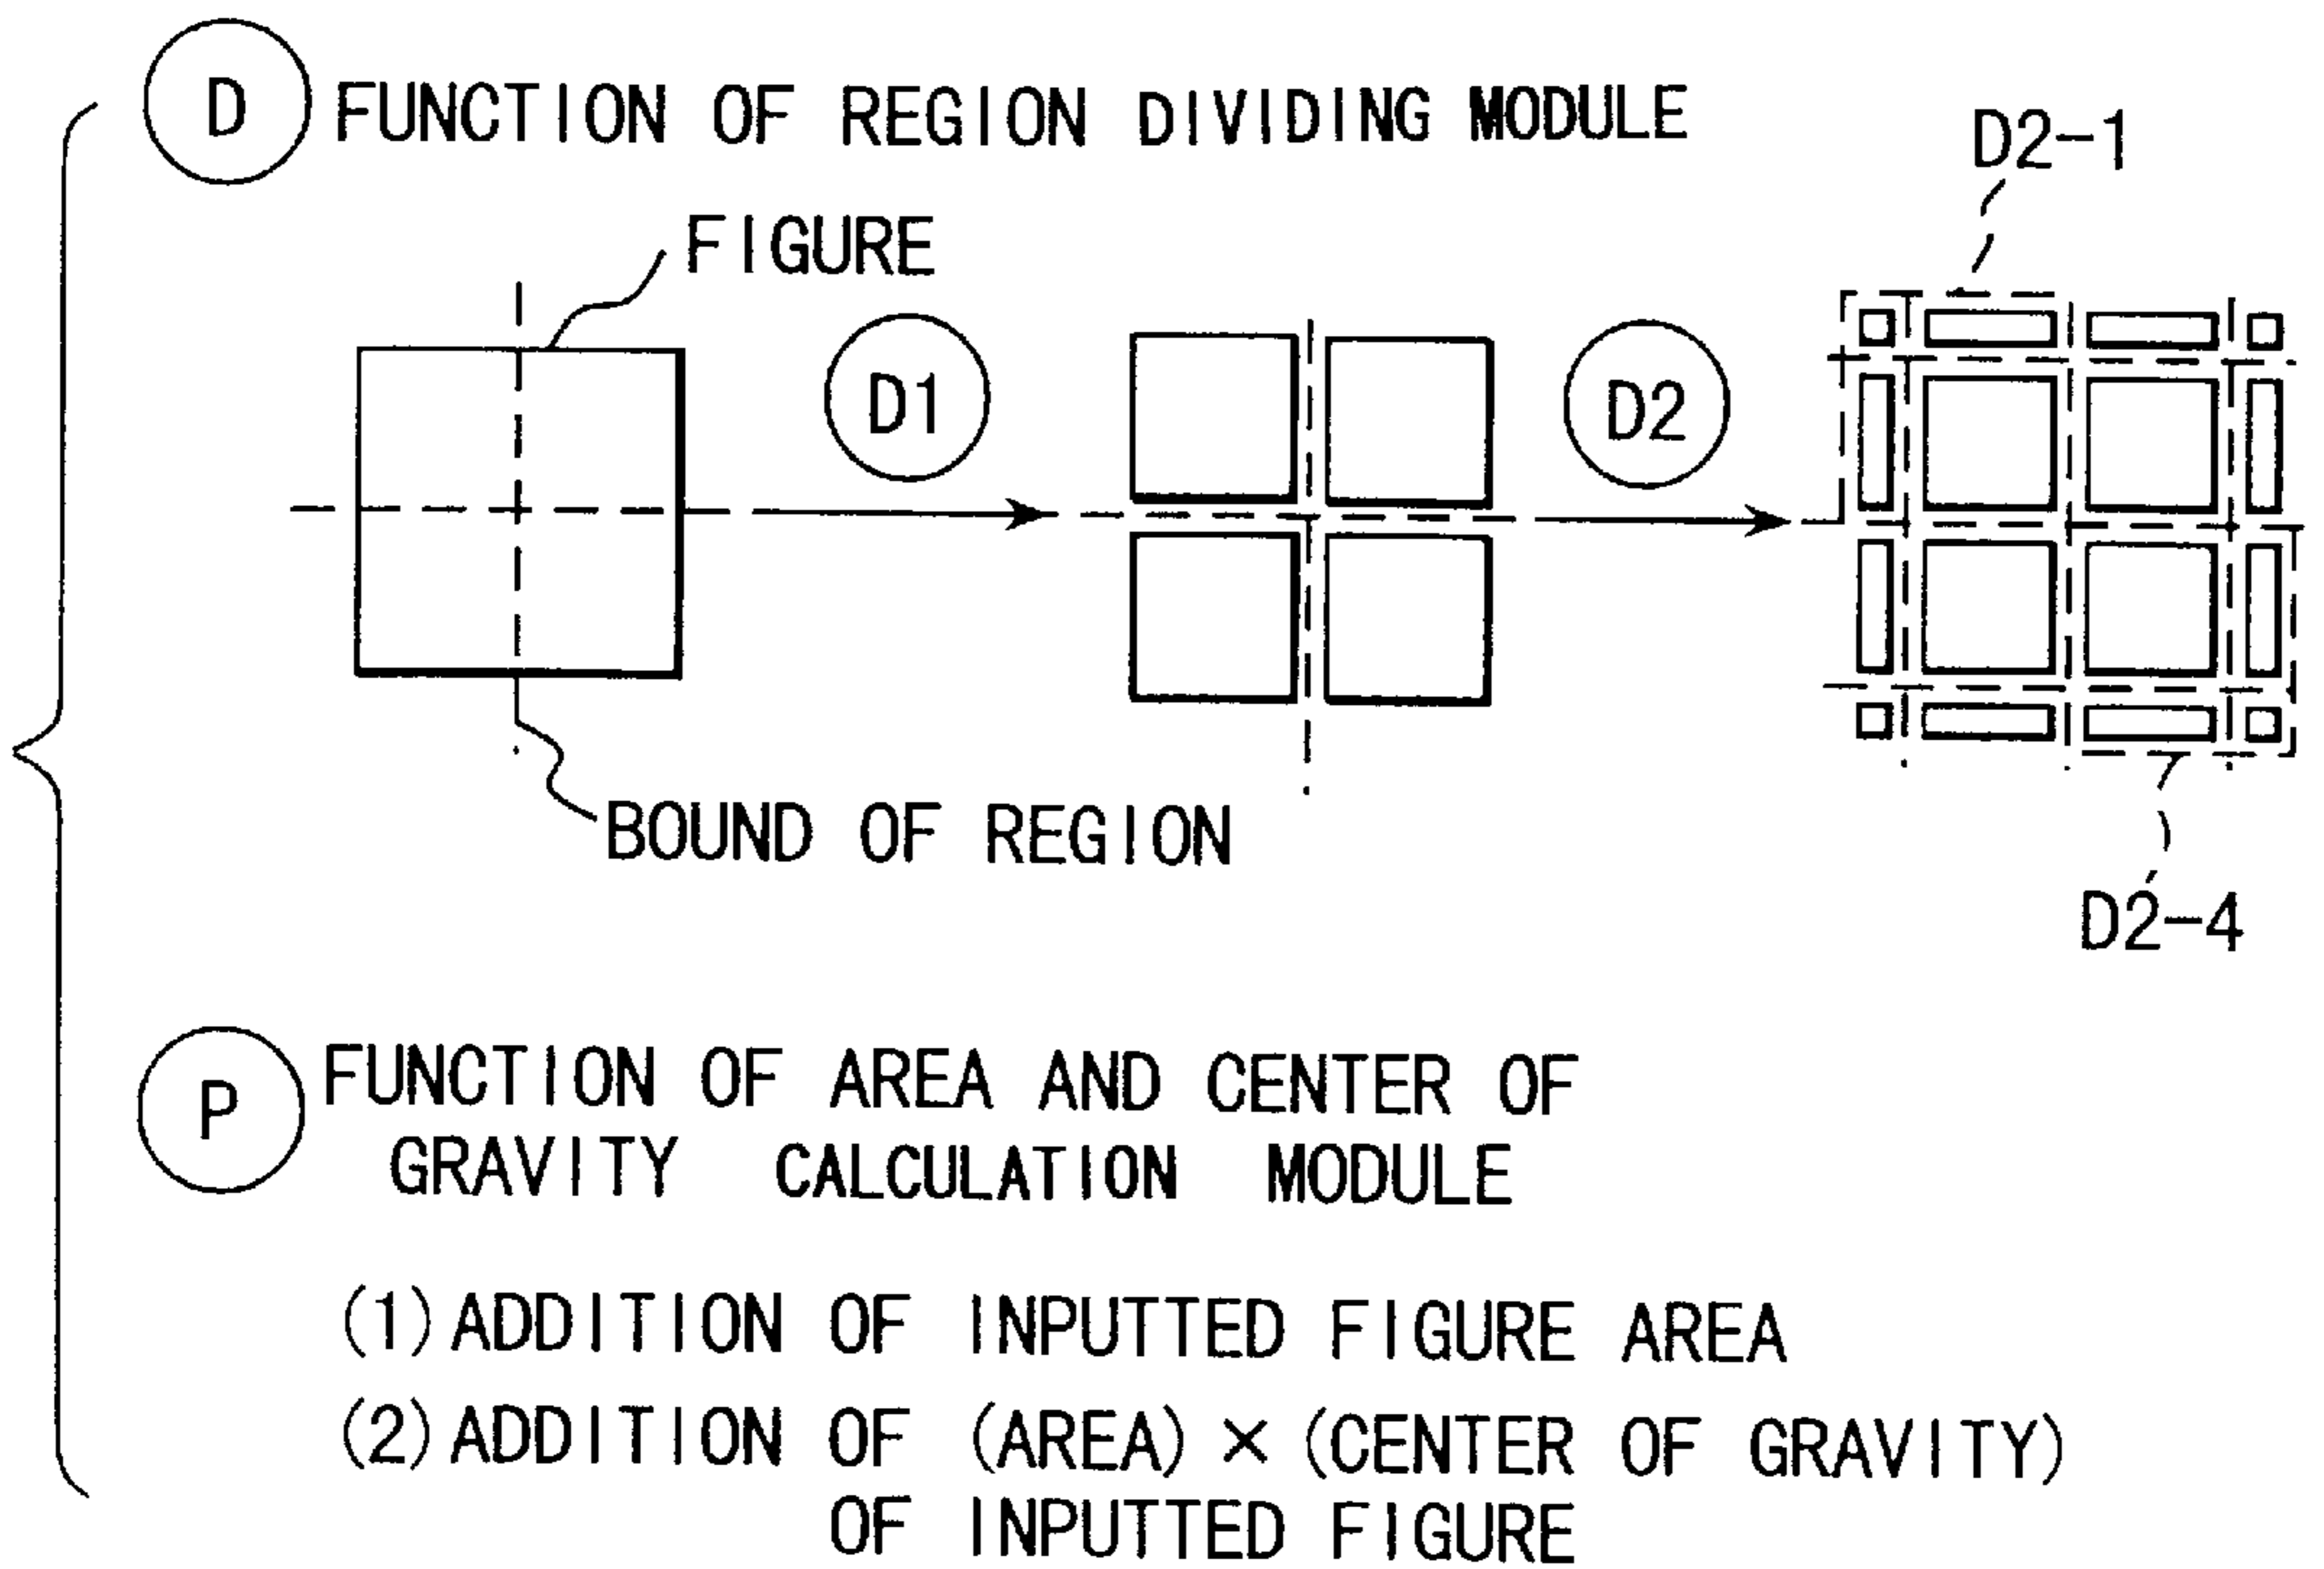 D FUNCTION OF REGION DIVIDING MODULE
D2-1
FIGURE
D1
D2
BOUND OF REGION
D2-4
P FUNCTION OF AREA AND CENTER OF
GRAVITY CALCULATION MODULE
(1) ADDITION OF INPUTTED FIGURE AREA
(2) ADDITION OF (AREA) × (CENTER OF GRAVITY)
OF INPUTTED FIGURE